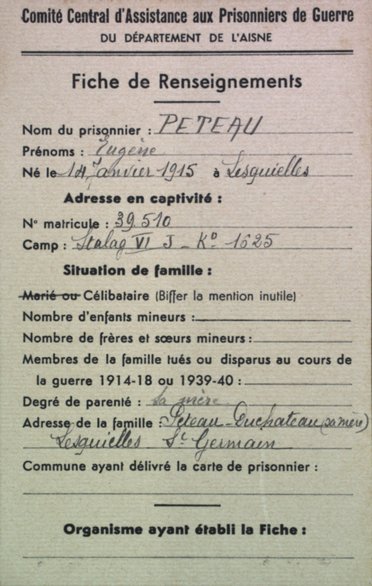 Comité Central d'Assistance aux Prisonniers de Guerre
DU DÉPARTEMENT DE L'AISNE
Fiche de Renseignements
Nom du prisonnier : PETEAU
Prénoms : Eugène
Né le 14 Janvier 1915 à Lesquielles
Adresse en captivité :
N° matricule : 39.510
Camp : Stalag VI J - Ko 1625
Situation de famille :
Marié ou Célibataire (Biffer la mention inutile)
Nombre d'enfants mineurs :
Nombre de frères et sœurs mineurs :
Membres de la famille tués ou disparus au cours de
la guerre 1914-18 ou 1939-40 :
Degré de parenté : Sa mère
Adresse de la famille : Peteau-Duchateau (sa mère)
Lesquielles St Germain
Commune ayant délivré la carte de prisonnier :
Organisme ayant établi la Fiche :